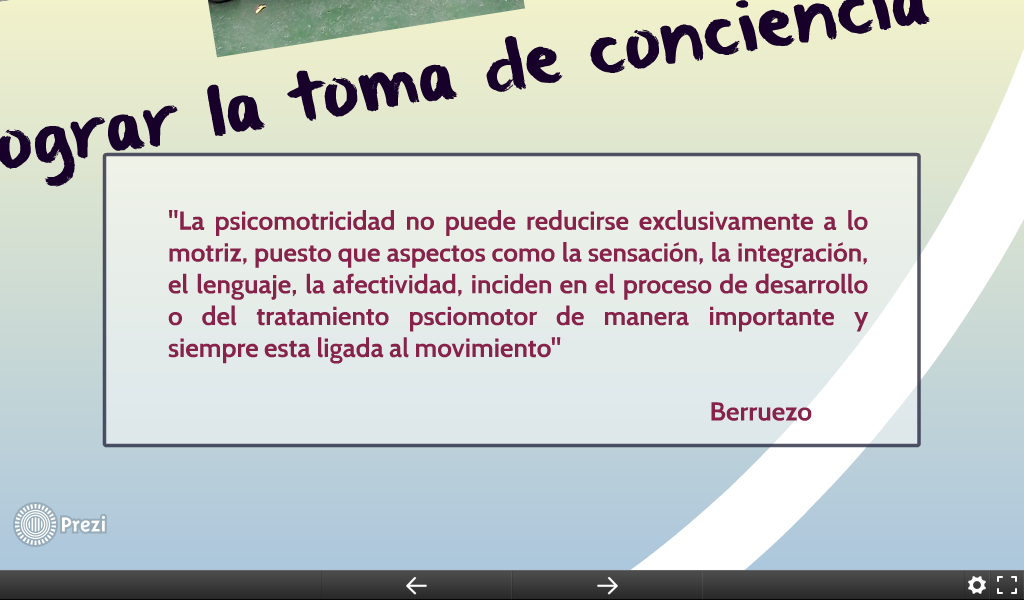 ograr la toma de conciencia
"La psicomotricidad no puede reducirse exclusivamente a lo
motriz, puesto que aspectos como la sensación, la integración,
el lenguaje, la afectividad, inciden en el proceso de desarrollo
o del tratamiento psciomotor de manera importante y
siempre esta ligada al movimiento"
Berruezo
Prezi